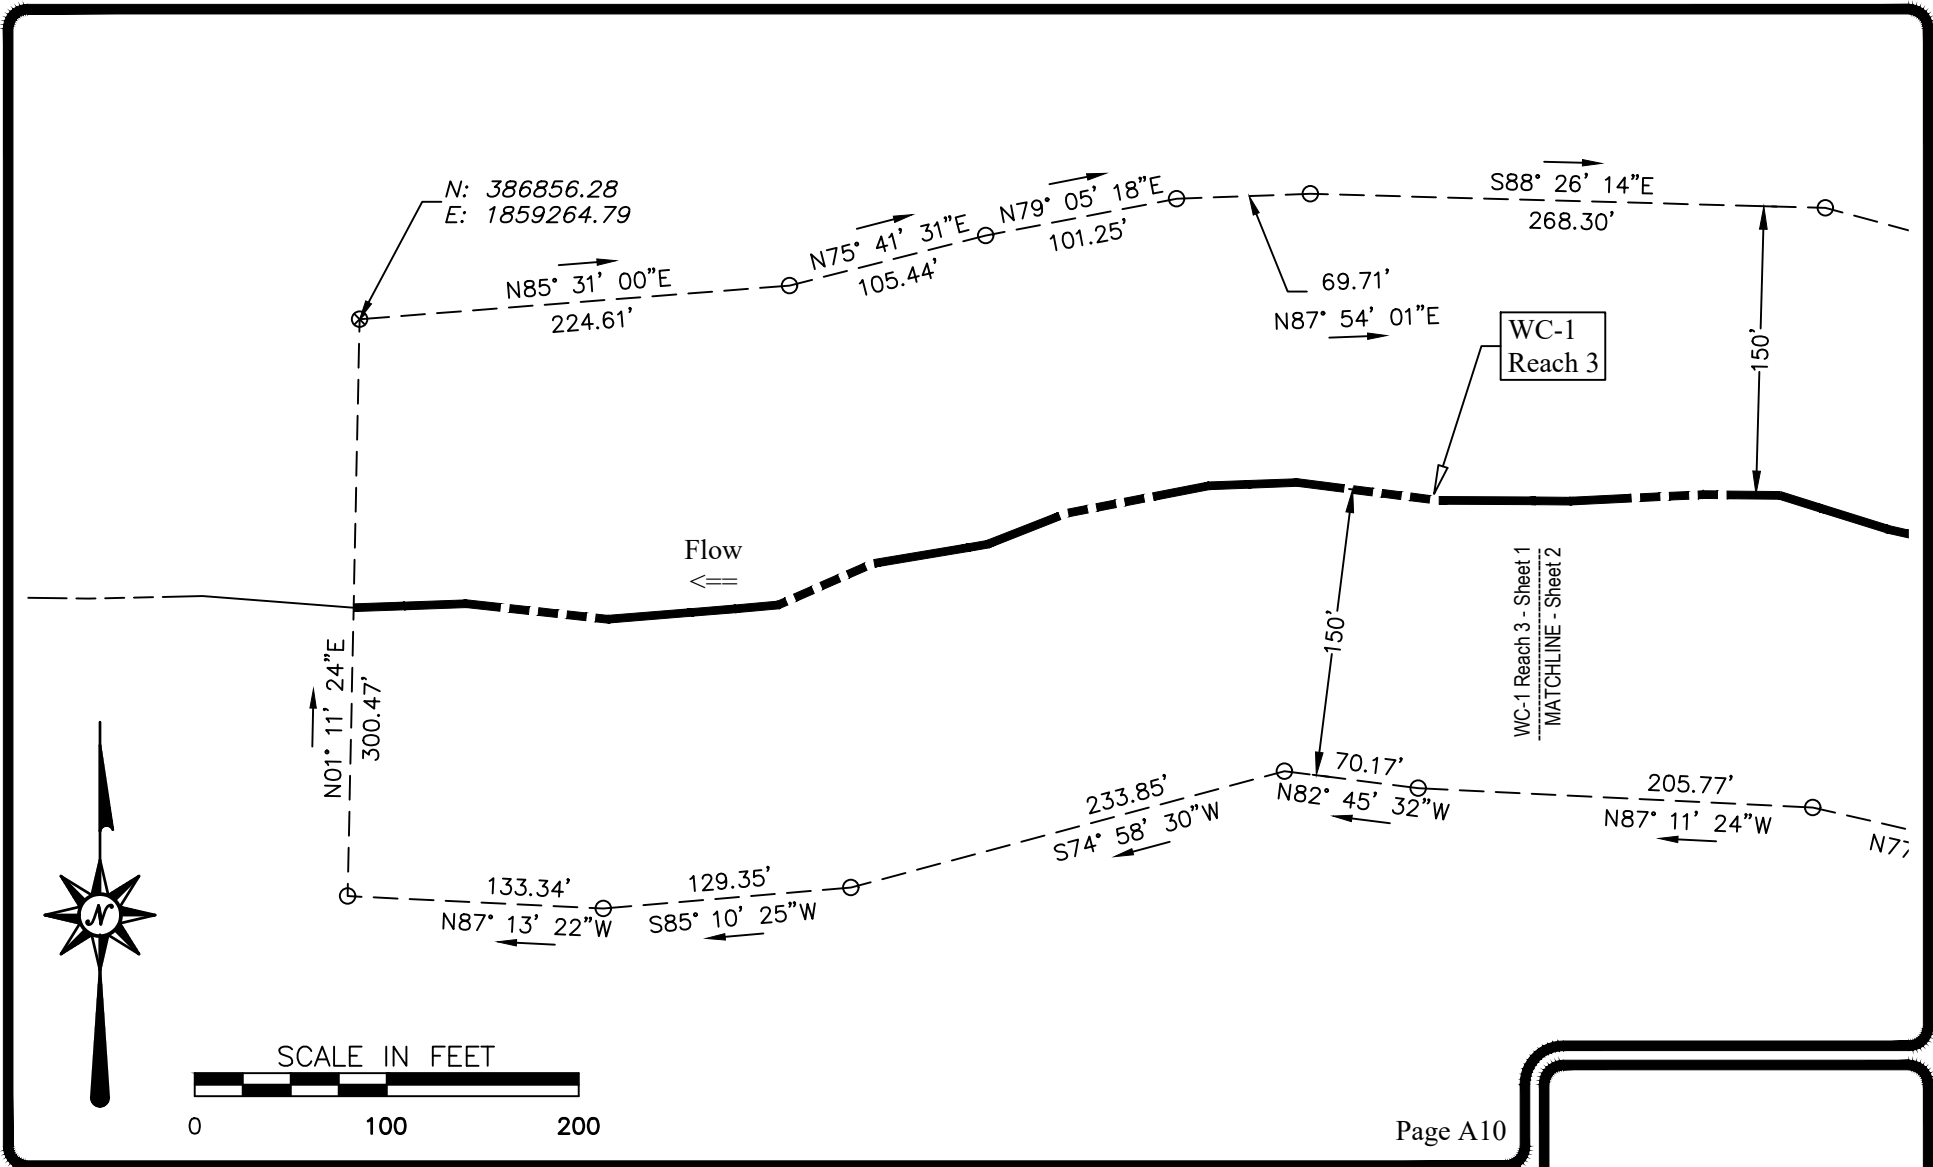 N: 386856.28
E: 1859264.79
N85° 31' 00"E
224.61'
N75° 41' 31"E
105.44'
N79° 05' 18"E
101.25'
69.71'
N87° 54' 01"E
S88° 26' 14"E
268.30'
WC-1
Reach 3
150'
Flow
<==
150'
WC-1 Reach 3 - Sheet 1
MATCHLINE - Sheet 2
N01° 11' 24"E
300.47'
133.34'
N87° 13' 22"W
129.35'
S85° 10' 25"W
233.85'
S74° 58' 30"W
70.17'
N82° 45' 32"W
205.77'
N87° 11' 24"W
N
SCALE IN FEET
0 100 200
Page A10